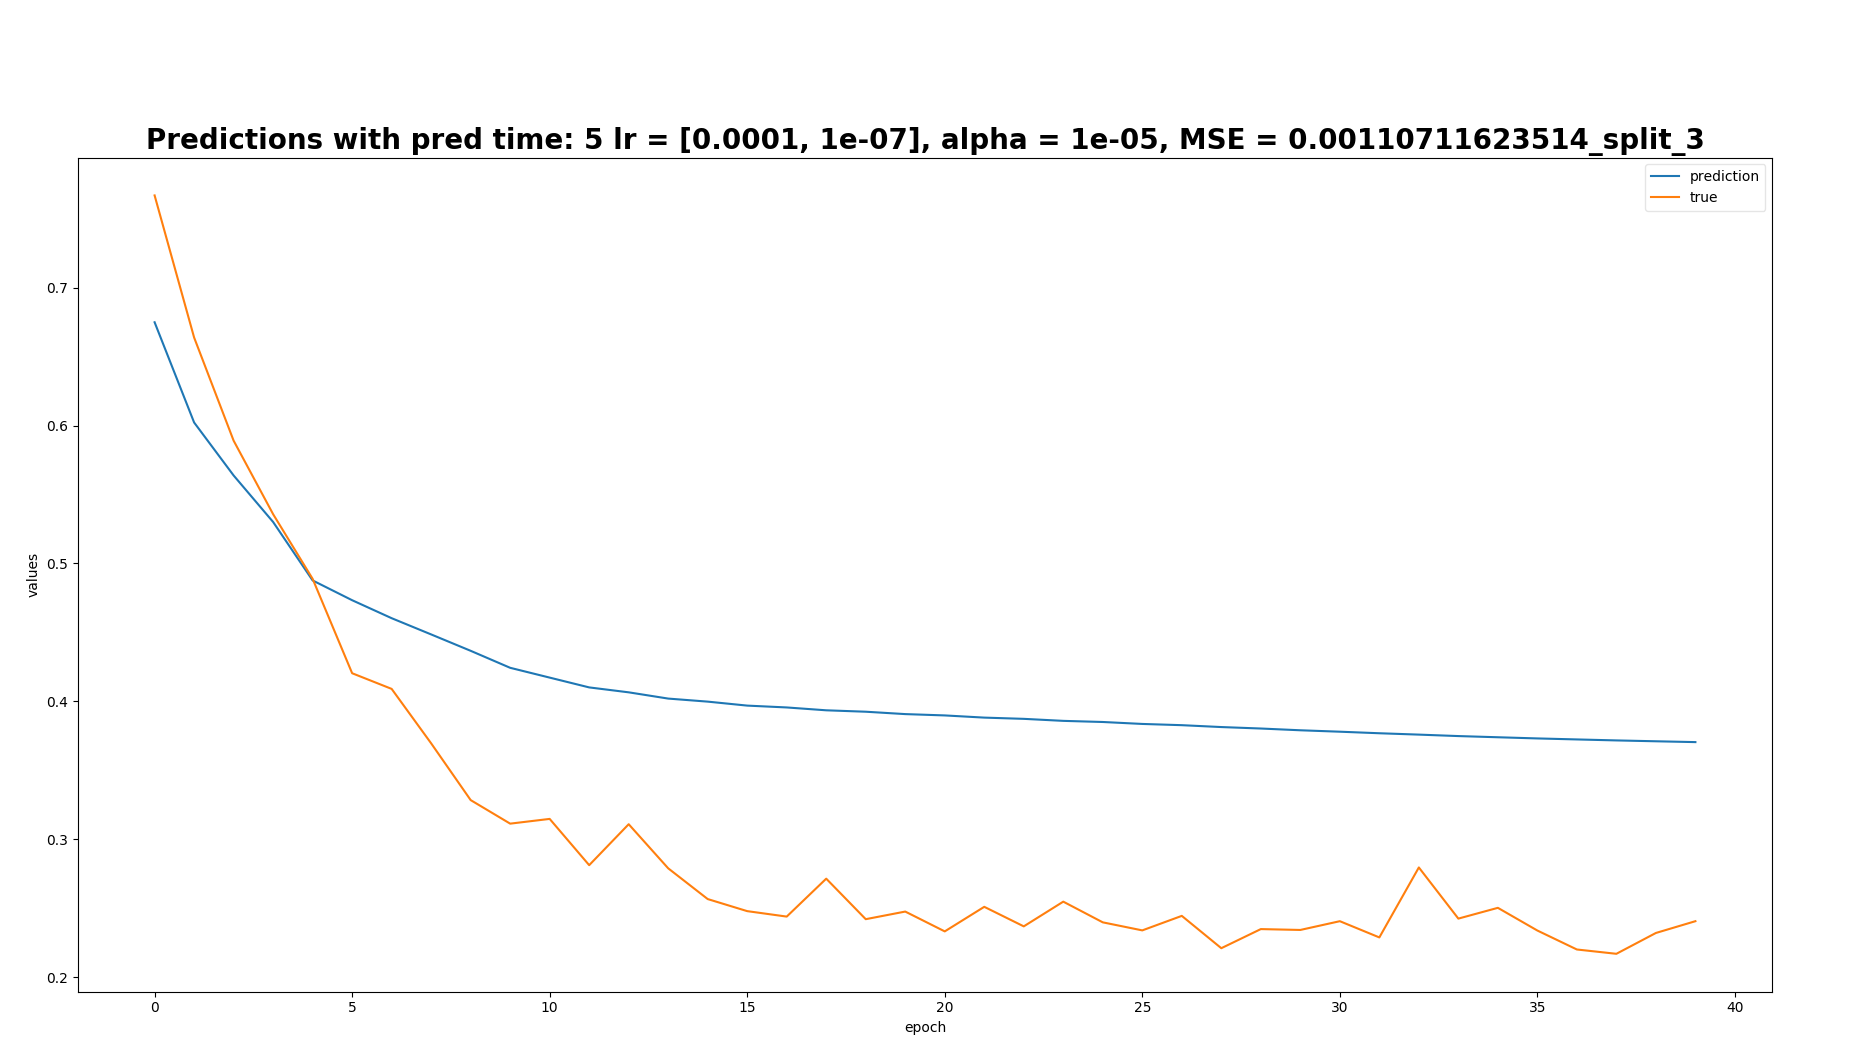 Predictions with pred time: 5 lr = [0.0001, 1e-07], alpha = 1e-05, MSE = 0.00110711623514_split_3
prediction
true
0.7
0.6
0.5
0.4
0.3
0.2
values
0 5 10 15 20 25 30 35 40
epoch